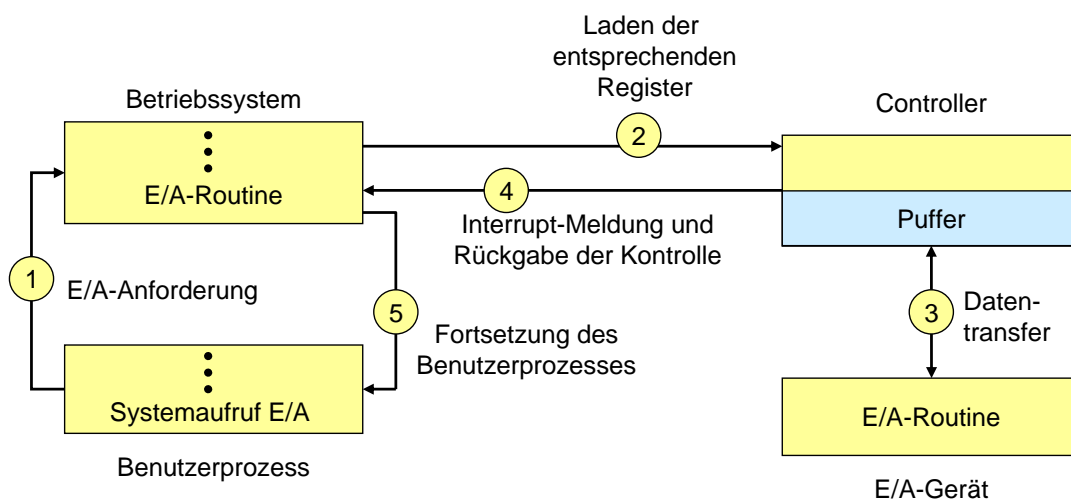 Laden der
entsprechenden
Register
Betriebssystem
Controller
2
E/A-Routine
4
Interrupt-Meldung und
Rückgabe der Kontrolle
Puffer
1
E/A-Anforderung
5
Fortsetzung des
Benutzerprozesses
3
Daten-
transfer
Systemaufruf E/A
Benutzerprozess
E/A-Routine
E/A-Gerät